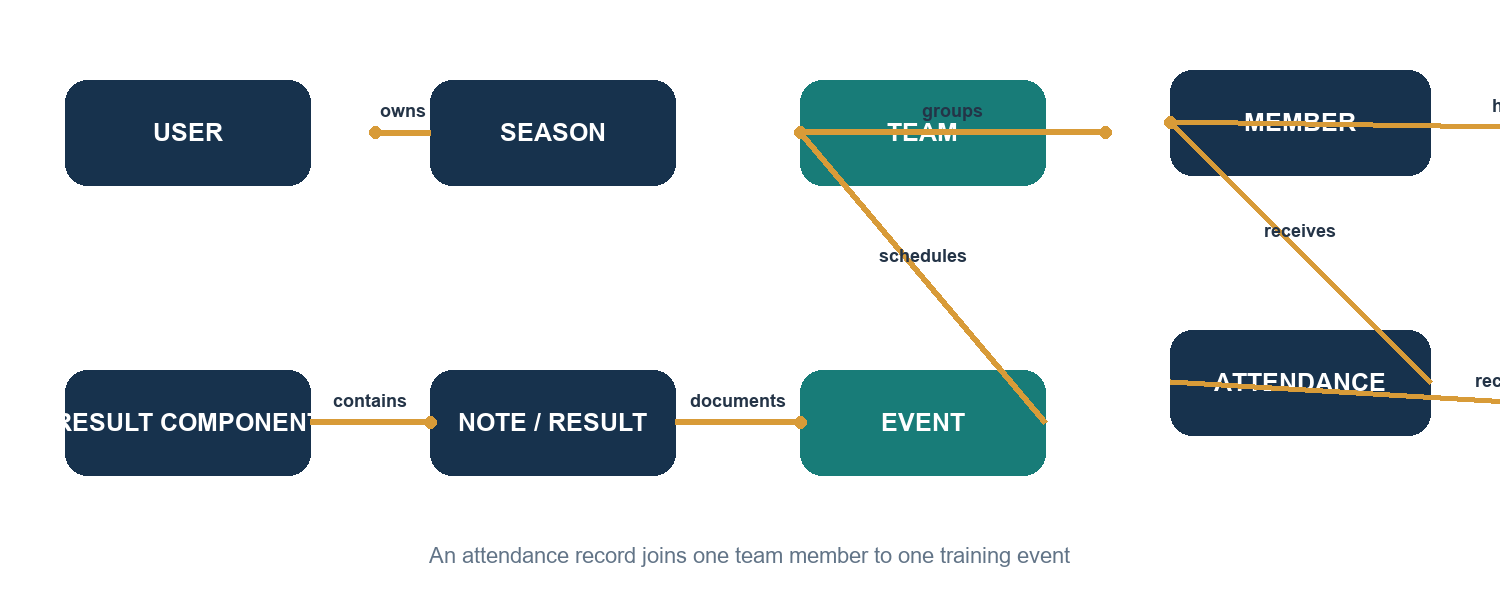 USER
owns
SEASON
groups
TEAM
MEMBER
h
receives
schedules
RESULT COMPONENT
contains
NOTE / RESULT
documents
EVENT
ATTENDANCE
rec
An attendance record joins one team member to one training event